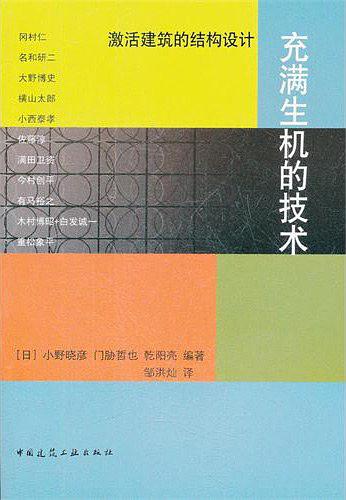 激活建筑的结构设计
充满生机的技术
冈村仁
名和研二
大野博史
横山太郎
小西泰孝
佐藤淳
满田卫资
今村创平
有马裕之
木村博昭+白发诚一
重松象平
[日] 小野晓彦 门胁哲也 乾阳亮 编著
邹洪灿 译
中国建筑工业出版社